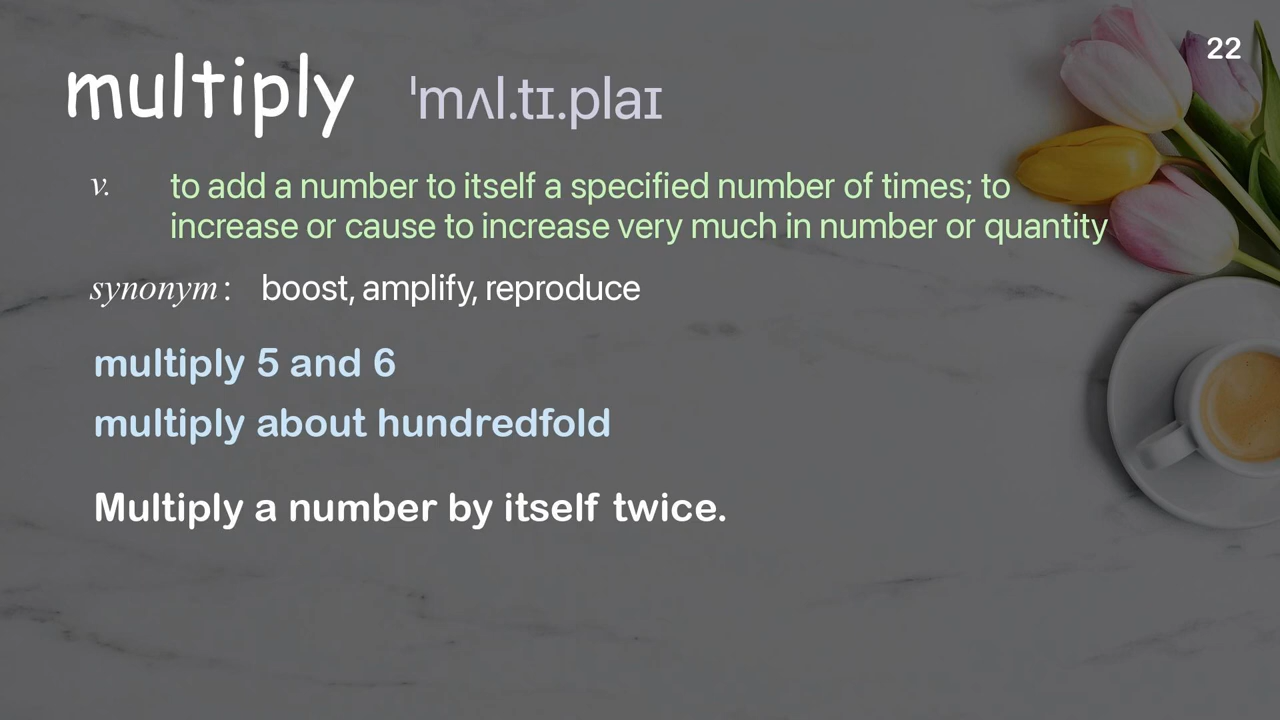 22
multiply ˈmʌl.tɪ.plaɪ
v. to add a number to itself a specified number of times; to
increase or cause to increase very much in number or quantity
synonym: boost, amplify, reproduce
multiply 5 and 6
multiply about hundredfold
Multiply a number by itself twice.